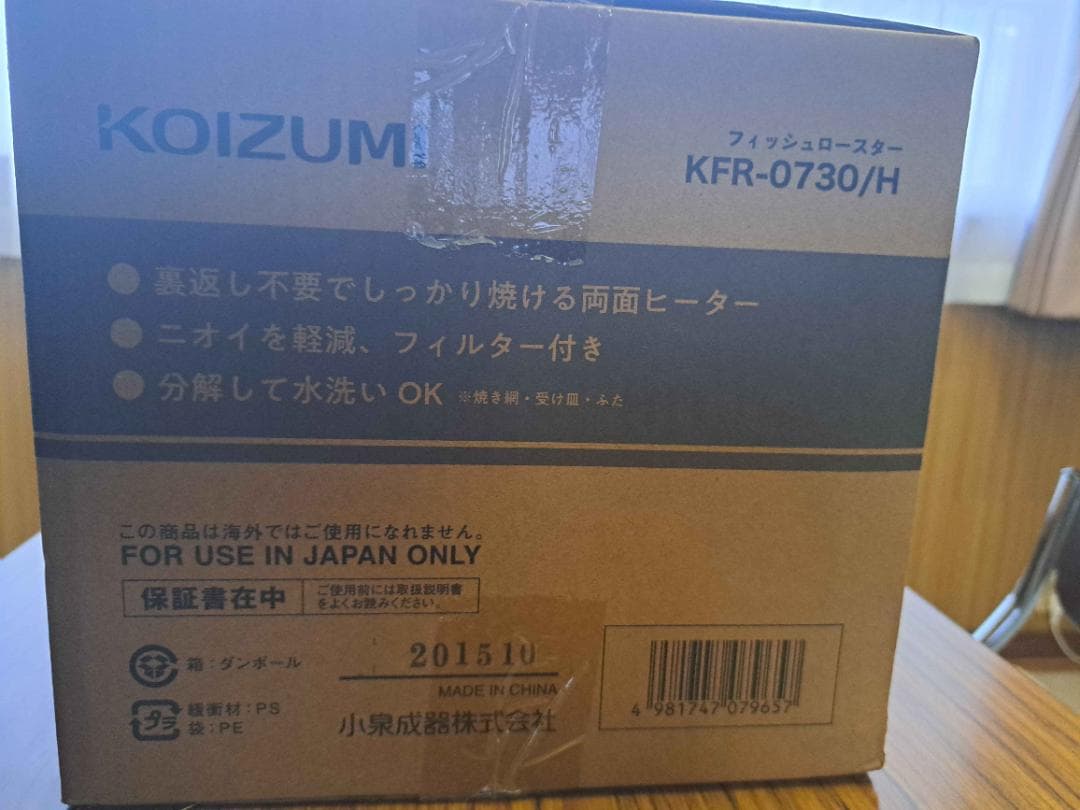 KOIZUMI
フィッシュロースター
KFR-0730/H
裏返し不要でしっかり焼ける両面ヒーター
ニオイを軽減、フィルター付き
分解して水洗い OK ※焼き網・受け皿・ふた
この商品は海外ではご使用になれません。
FOR USE IN JAPAN ONLY
保証書在中
ご使用前には取扱説明書
をよくお読みください。
箱:ダンボール
プラ
緩衝材:PS
袋:PE
201510
MADE IN CHINA
小泉成器株式会社
4 981747 079657